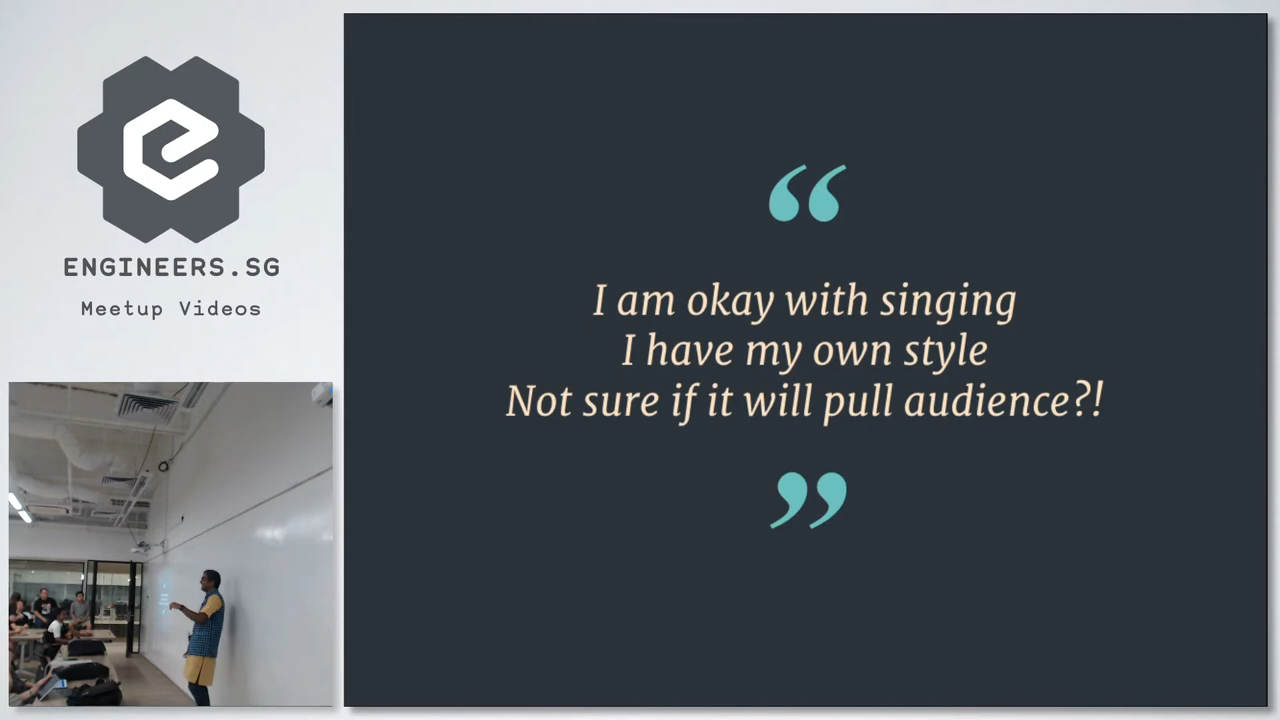 ENGINEERS.SG
Meetup Videos
“
I am okay with singing
I have my own style
Not sure if it will pull audience?!
”